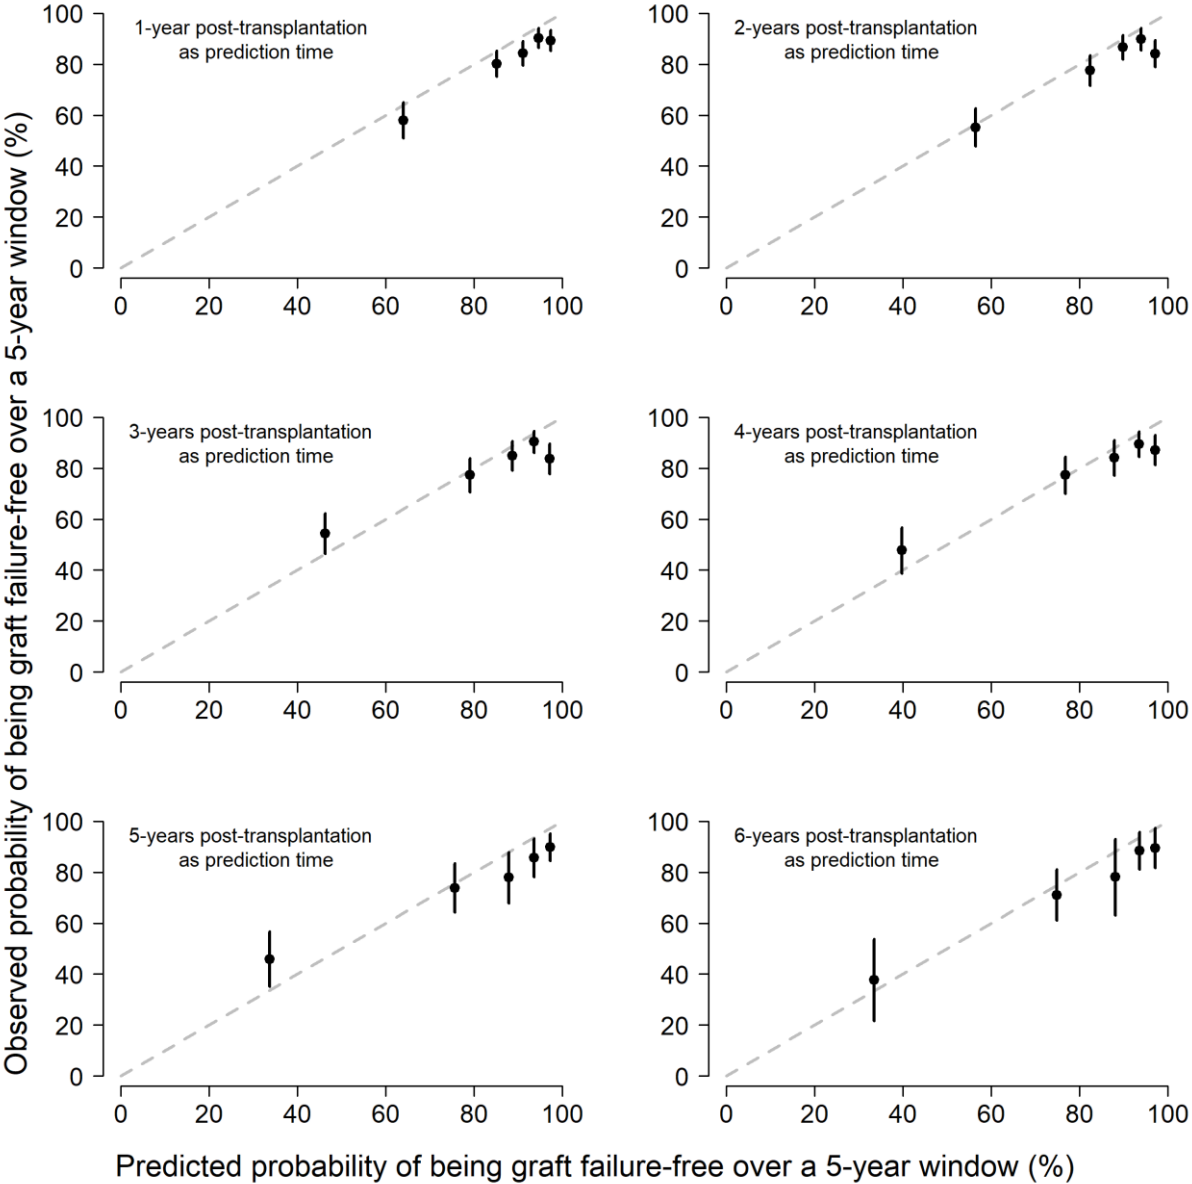 Observed probability of being graft failure-free over a 5-year window (%)
1-year post-transplantation
as prediction time
100
80
60
40
20
0
0 20 40 60 80 100
2-years post-transplantation
as prediction time
100
80
60
40
20
0
0 20 40 60 80 100
3-years post-transplantation
as prediction time
100
80
60
40
20
0
0 20 40 60 80 100
4-years post-transplantation
as prediction time
100
80
60
40
20
0
0 20 40 60 80 100
5-years post-transplantation
as prediction time
100
80
60
40
20
0
0 20 40 60 80 100
6-years post-transplantation
as prediction time
100
80
60
40
20
0
0 20 40 60 80 100
Predicted probability of being graft failure-free over a 5-year window (%)